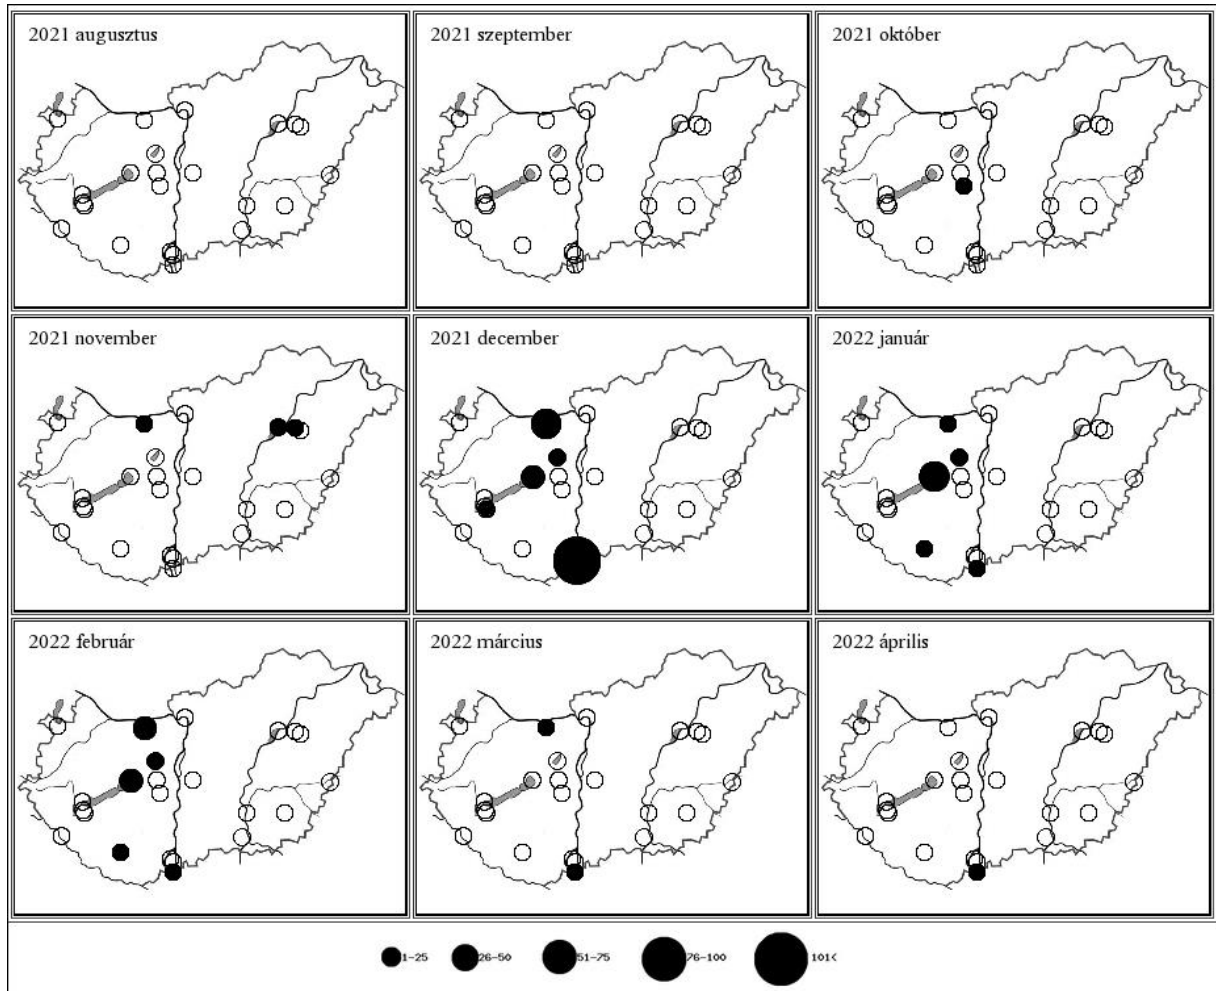 2021 augusztus
2021 szeptember
2021 október
2021 november
2021 december
2022 január
2022 február
2022 március
2022 április
1-25
26-50
51-75
76-100
101<